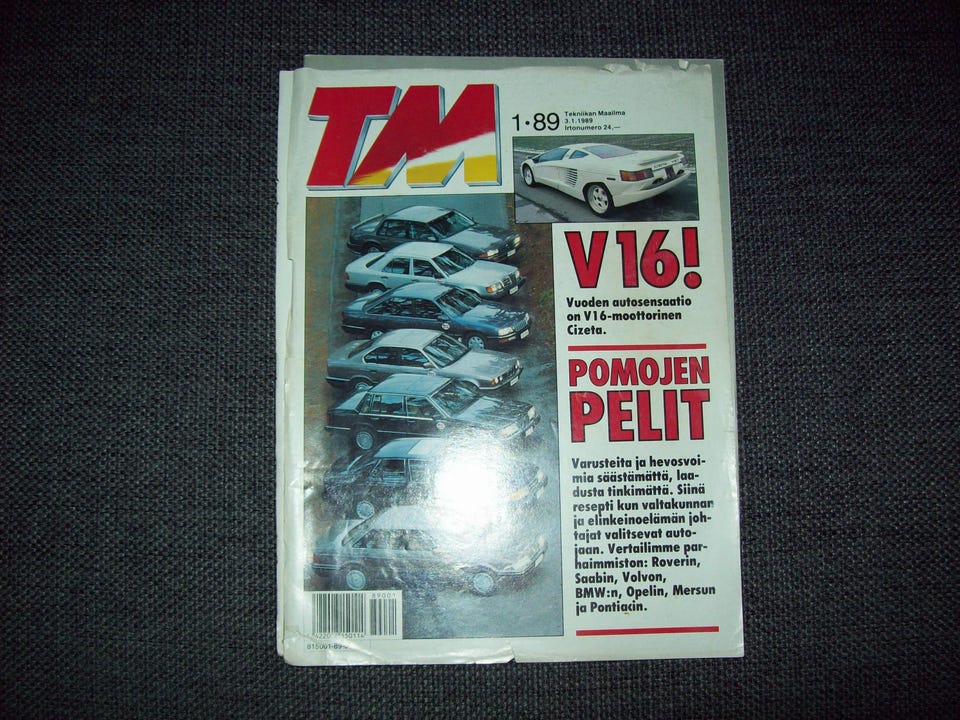 TM
1•89
Tekniikan Maailma
3.1.1989
Irtonumero 24,—
V16!
Vuoden autosensaatio
on V16-moottorinen
Cizeta.
POMOJEN
PELIT
Varusteita ja hevosvoi-
mia säästämättä, laa-
dusta tinkimättä. Siinä
resepti kun valtakunnan
ja elinkeinoelämän joh-
tajat valitsevat auto-
jaan. Vertailimme par-
haimmiston: Roverin,
Saabin, Volvon,
BMW:n, Opelin, Mersun
ja Pontiacin.
89001